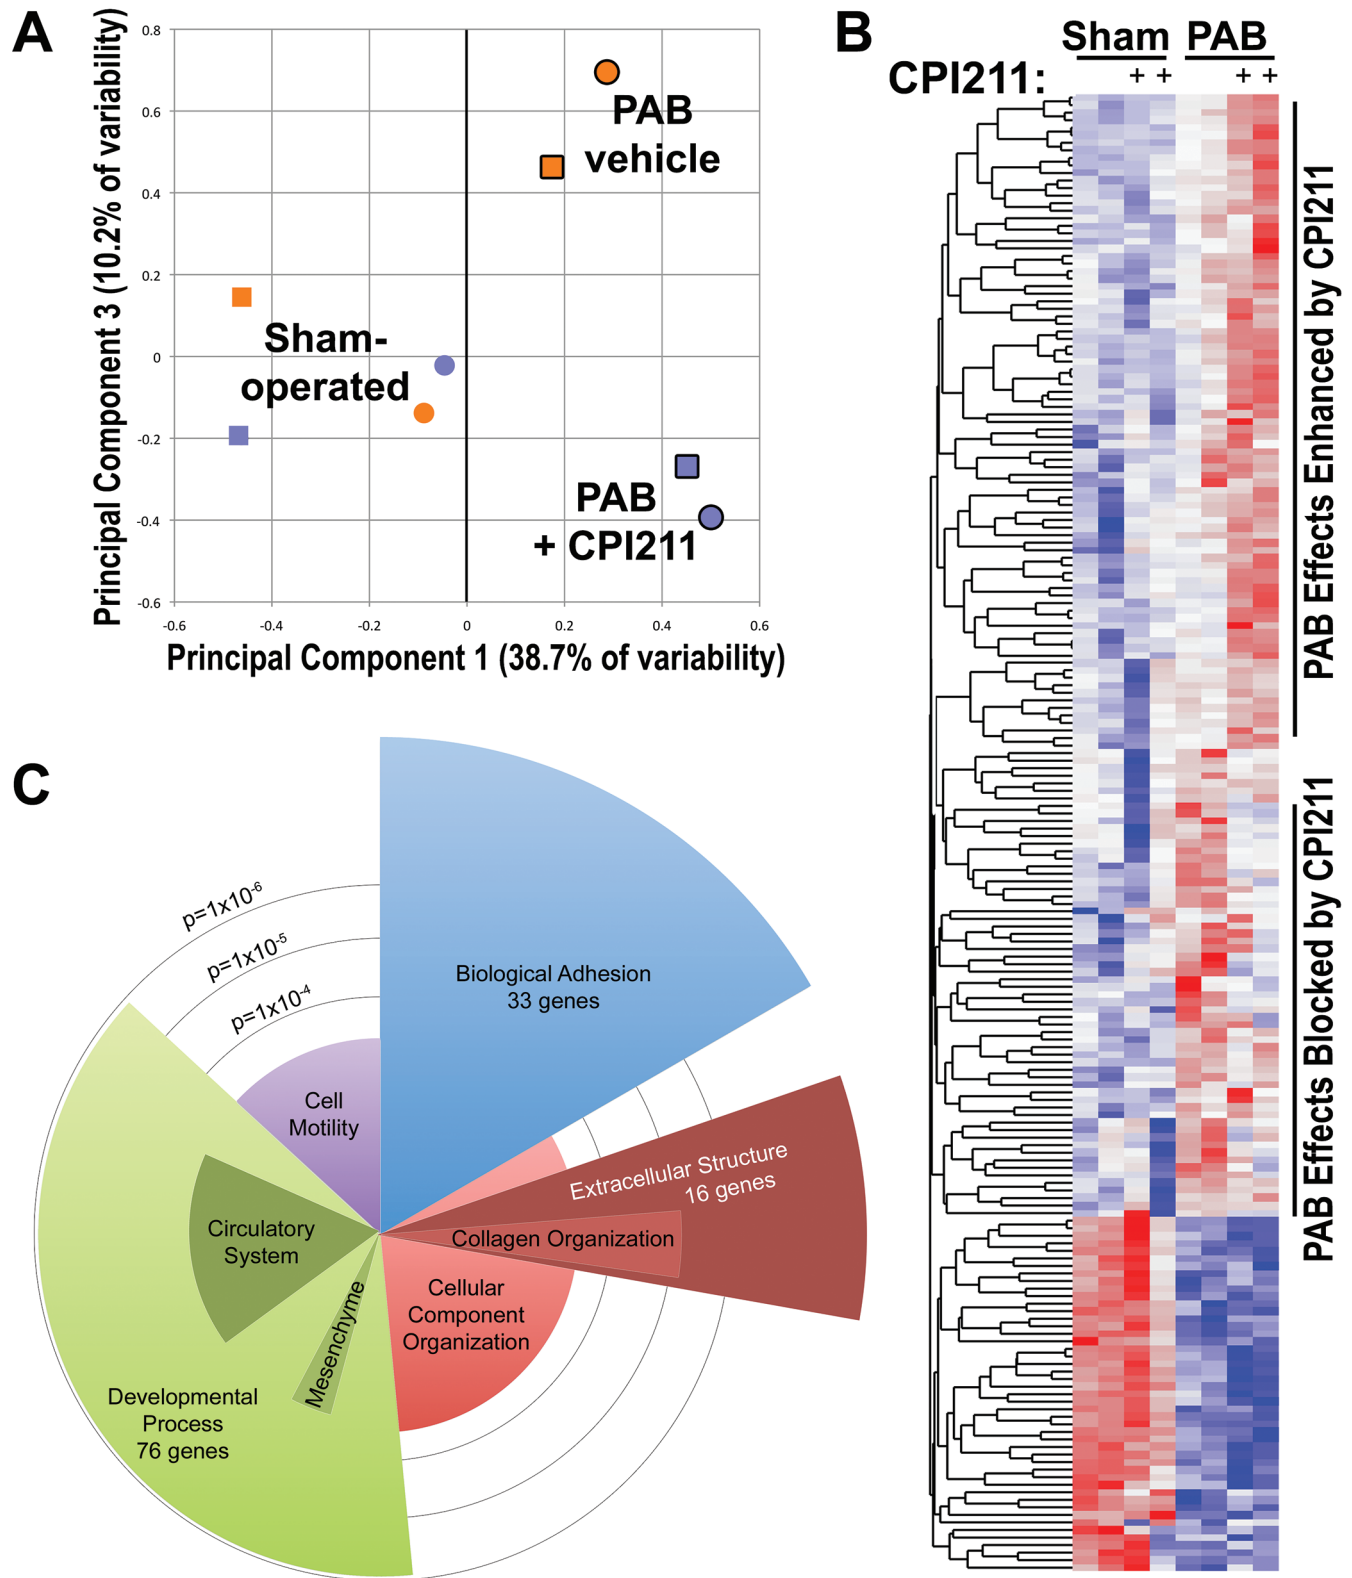 A
Principal Component 3 (10.2% of variability)
0.8
0.6
0.4
0.2
0
-0.2
-0.4
-0.6
-0.6
-0.4
-0.2
0
0.2
0.4
0.6
Principal Component 1 (38.7% of variability)
PAB
vehicle
Sham-
operated
PAB
+ CPI211
B
Sham PAB
CPI211: + + + +
PAB Effects Enhanced by CPI211
PAB Effects Blocked by CPI211
C
p=1x10-6
p=1x10-5
p=1x10-4
Biological Adhesion
33 genes
Cell
Motility
Extracellular Structure
16 genes
Collagen Organization
Circulatory
System
Cellular
Component
Organization
Mesenchyme
Developmental
Process
76 genes